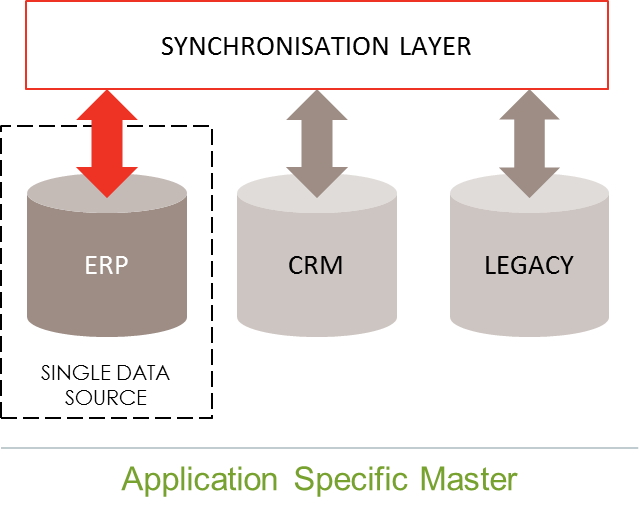 SYNCHRONISATION LAYER
ERP
CRM
LEGACY
SINGLE DATA
SOURCE
Application Specific Master